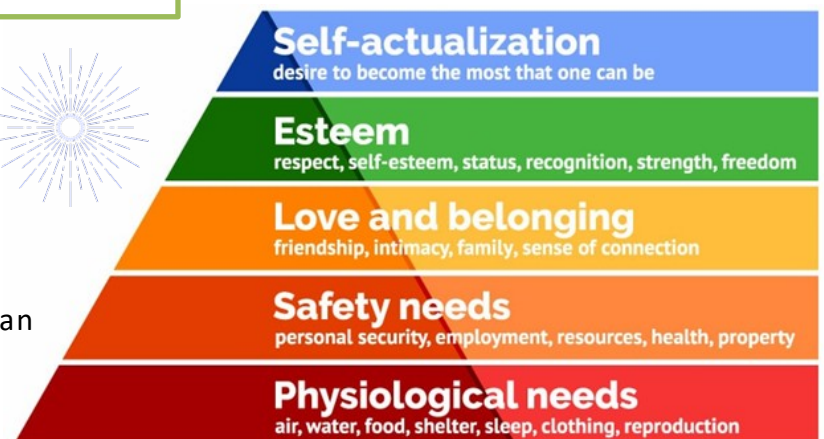 Self-actualization
desire to become the most that one can be
Esteem
respect, self-esteem, status, recognition, strength, freedom
Love and belonging
friendship, intimacy, family, sense of connection
an
Safety needs
personal security, employment, resources, health, property
Physiological needs
air, water, food, shelter, sleep, clothing, reproduction